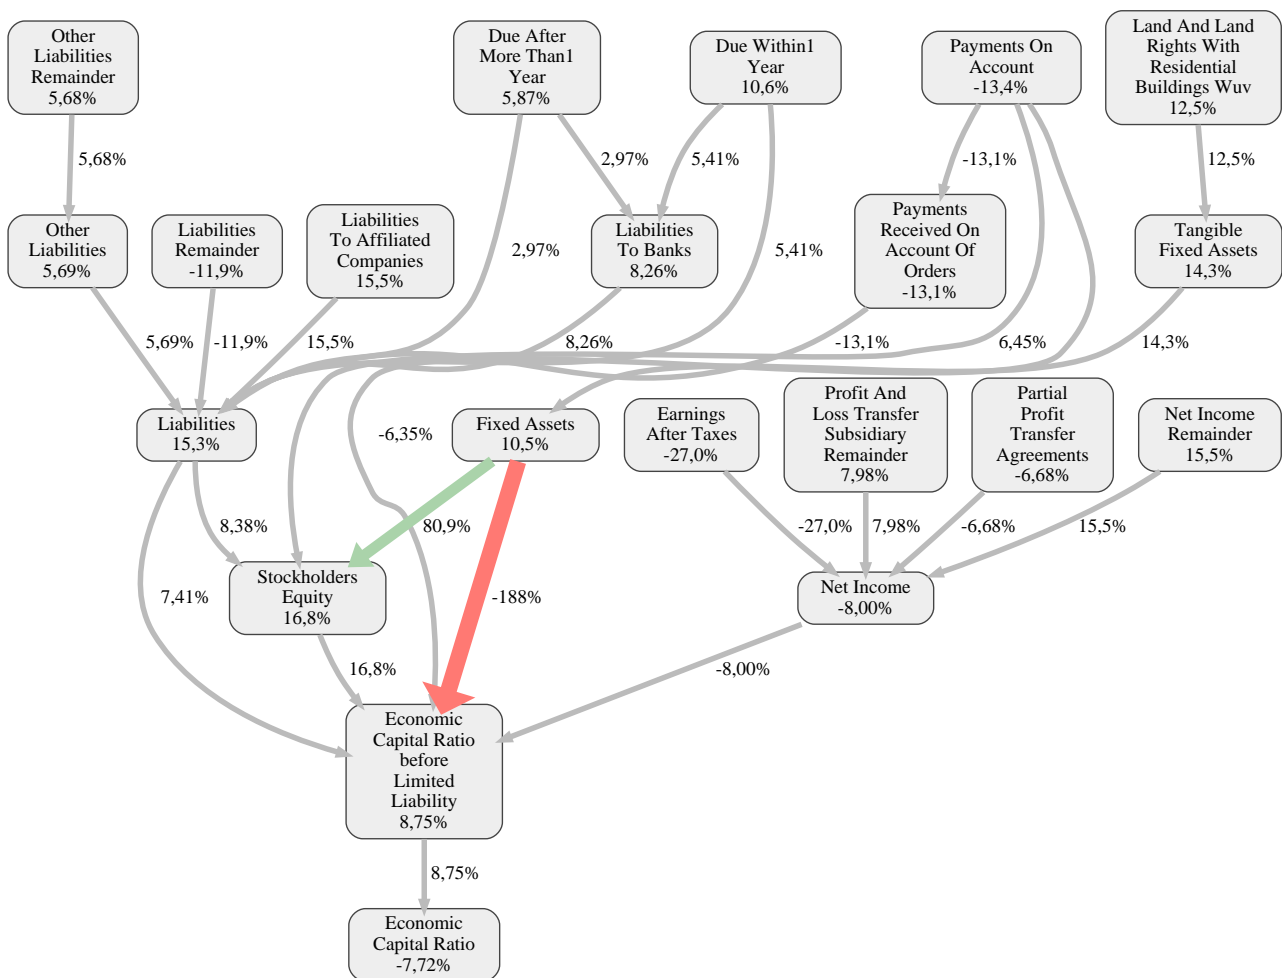 Other
Liabilities
Remainder
5,68%
Due After
More Than1
Year
5,87%
Due Within1
Year
10,6%
Payments On
Account
-13,4%
Land And Land
Rights With
Residential
Buildings Wuv
12,5%
5,68%
2,97%
5,41%
-13,1%
12,5%
Other
Liabilities
5,69%
Liabilities
Remainder
-11,9%
Liabilities
To Affiliated
Companies
15,5%
2,97%
Liabilities
To Banks
8,26%
5,41%
Payments
Received On
Account Of
Orders
-13,1%
Tangible
Fixed Assets
14,3%
5,69%
-11,9%
15,5%
8,26%
-13,1%
6,45%
14,3%
Liabilities
15,3%
-6,35%
Fixed Assets
10,5%
Earnings
After Taxes
-27,0%
Profit And
Loss Transfer
Subsidiary
Remainder
7,98%
Partial
Profit
Transfer
Agreements
-6,68%
Net Income
Remainder
15,5%
8,38%
80,9%
-27,0%
7,98%
-6,68%
15,5%
7,41%
Stockholders
Equity
16,8%
-188%
Net Income
-8,00%
16,8%
-8,00%
Economic
Capital Ratio
before
Limited
Liability
8,75%
8,75%
Economic
Capital Ratio
-7,72%